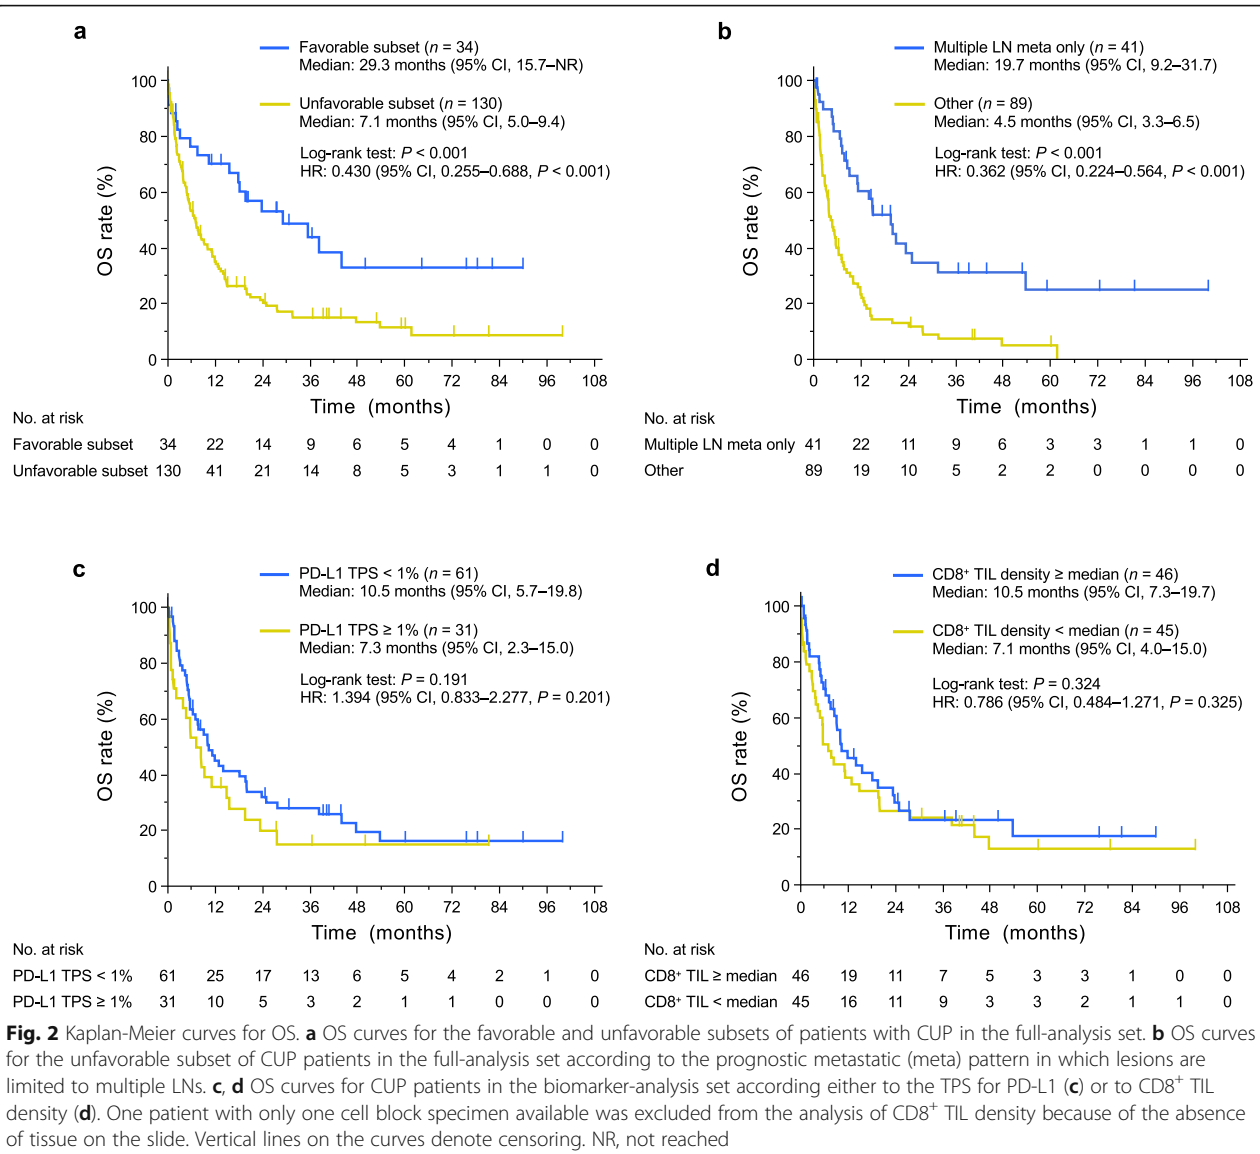 a
Favorable subset (n = 34)
Median: 29.3 months (95% CI, 15.7–NR)
Unfavorable subset (n = 130)
Median: 7.1 months (95% CI, 5.0–9.4)
Log-rank test: P < 0.001
HR: 0.430 (95% CI, 0.255–0.688, P < 0.001)
OS rate (%)
100
80
60
40
20
0
0 12 24 36 48 60 72 84 96 108
Time (months)
No. at risk
Favorable subset 34 22 14 9 6 5 4 1 0 0
Unfavorable subset 130 41 21 14 8 5 3 1 1 0
b
Multiple LN meta only (n = 41)
Median: 19.7 months (95% CI, 9.2–31.7)
Other (n = 89)
Median: 4.5 months (95% CI, 3.3–6.5)
Log-rank test: P < 0.001
HR: 0.362 (95% CI, 0.224–0.564, P < 0.001)
OS rate (%)
100
80
60
40
20
0
0 12 24 36 48 60 72 84 96 108
Time (months)
No. at risk
Multiple LN meta only 41 22 11 9 6 3 3 1 1 0
Other 89 19 10 5 2 2 0 0 0 0
c
PD-L1 TPS < 1% (n = 61)
Median: 10.5 months (95% CI, 5.7–19.8)
PD-L1 TPS ≥ 1% (n = 31)
Median: 7.3 months (95% CI, 2.3–15.0)
Log-rank test: P = 0.191
HR: 1.394 (95% CI, 0.833–2.277, P = 0.201)
OS rate (%)
100
80
60
40
20
0
0 12 24 36 48 60 72 84 96 108
Time (months)
No. at risk
PD-L1 TPS < 1% 61 25 17 13 6 5 4 2 1 0
PD-L1 TPS ≥ 1% 31 10 5 3 2 1 1 0 0 0
d
CD8⁺ TIL density ≥ median (n = 46)
Median: 10.5 months (95% CI, 7.3–19.7)
CD8⁺ TIL density < median (n = 45)
Median: 7.1 months (95% CI, 4.0–15.0)
Log-rank test: P = 0.324
HR: 0.786 (95% CI, 0.484–1.271, P = 0.325)
OS rate (%)
100
80
60
40
20
0
0 12 24 36 48 60 72 84 96 108
Time (months)
No. at risk
CD8⁺ TIL ≥ median 46 19 11 7 5 3 3 1 0 0
CD8⁺ TIL < median 45 16 11 9 3 3 2 1 1 0
Fig. 2 Kaplan-Meier curves for OS. a OS curves for the favorable and unfavorable subsets of patients with CUP in the full-analysis set. b OS curves
for the unfavorable subset of CUP patients in the full-analysis set according to the prognostic metastatic (meta) pattern in which lesions are
limited to multiple LNs. c, d OS curves for CUP patients in the biomarker-analysis set according either to the TPS for PD-L1 (c) or to CD8⁺ TIL
density (d). One patient with only one cell block specimen available was excluded from the analysis of CD8⁺ TIL density because of the absence
of tissue on the slide. Vertical lines on the curves denote censoring. NR, not reached